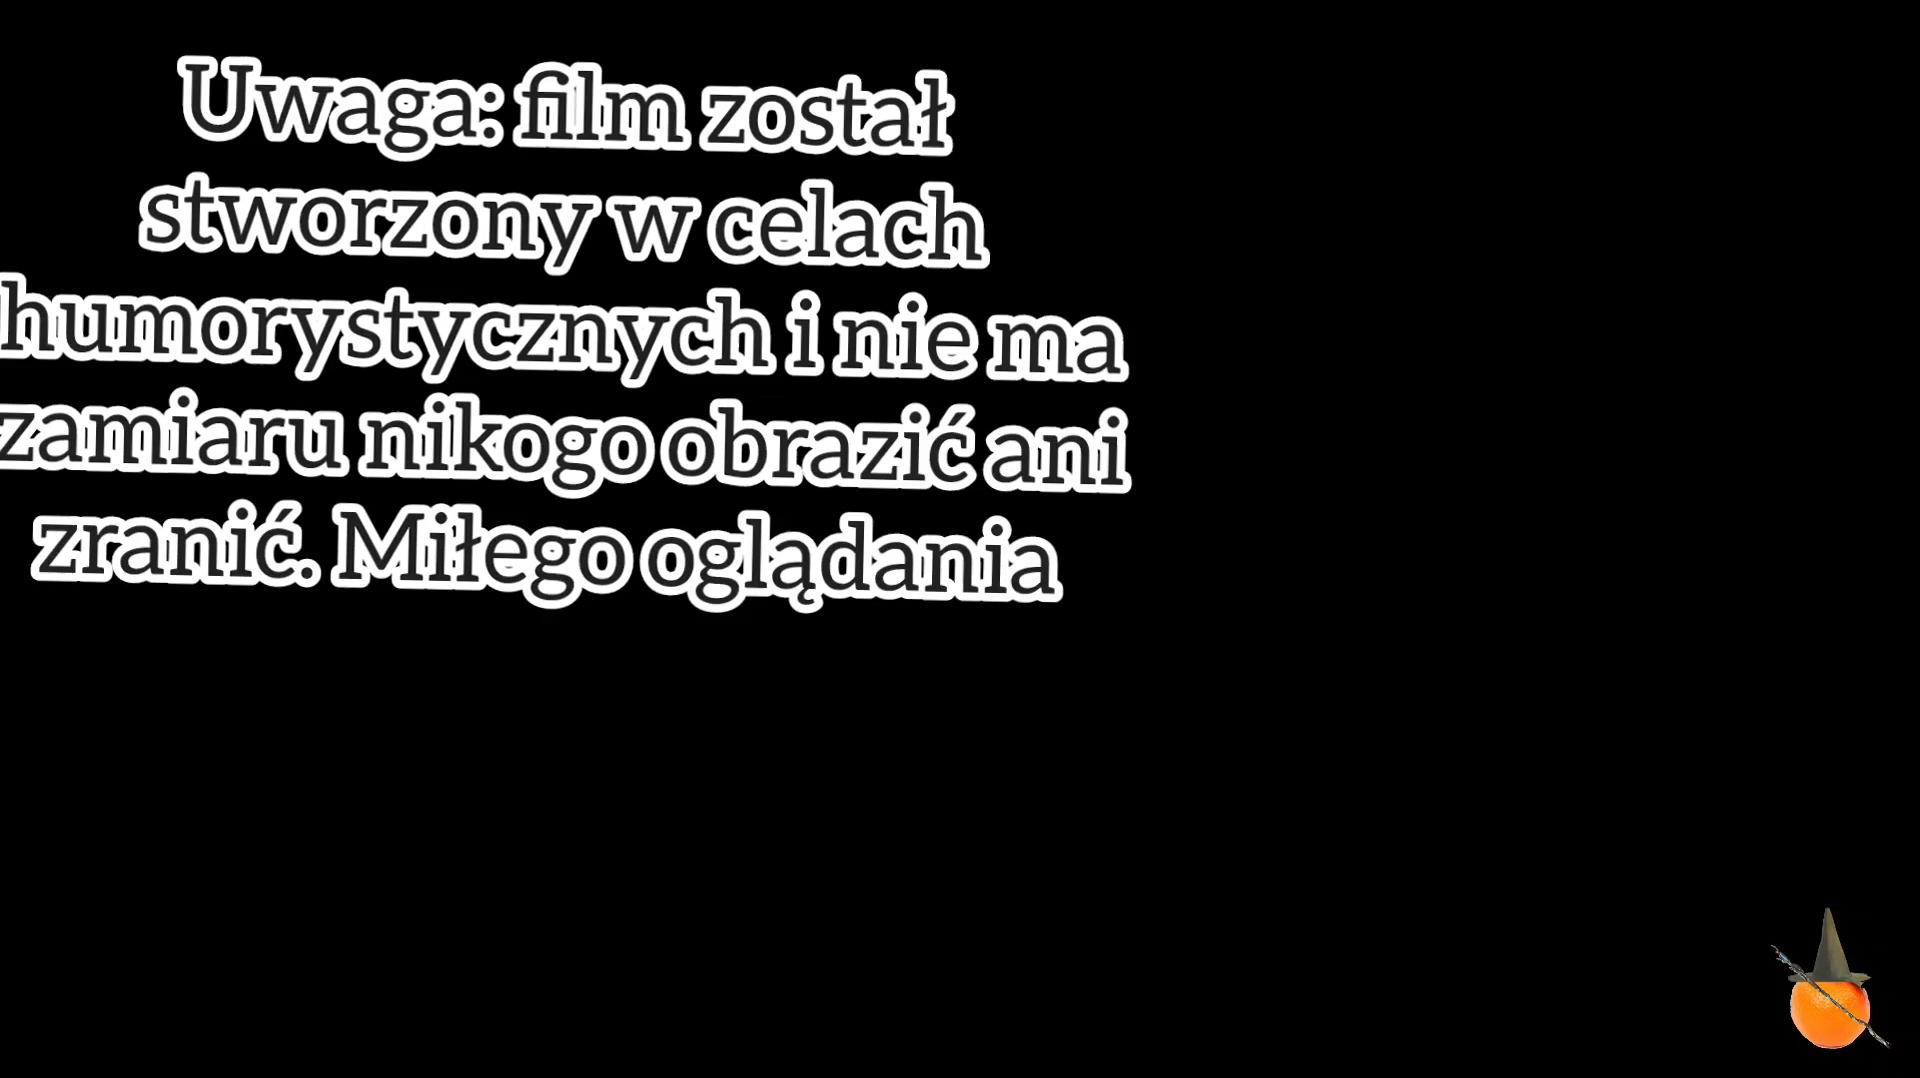 Uwaga: film został
stworzony w celach
humorystycznych i nie ma
zamiaru nikogo obrazić ani
zranić. Miłego oglądania